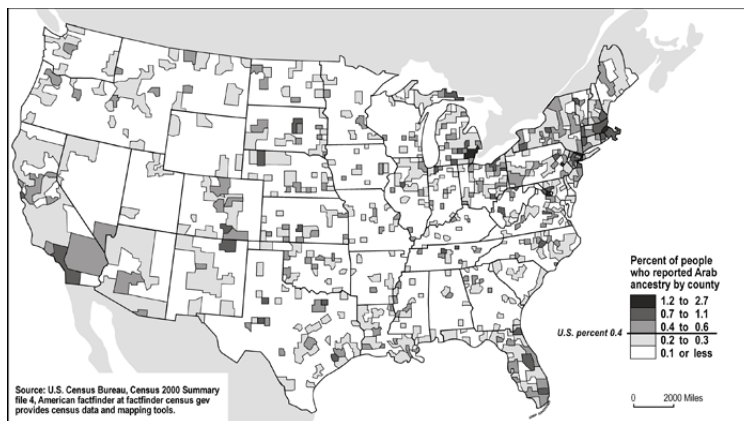 Percent of people
who reported Arab
ancestry by county
1.2 to 2.7
0.7 to 1.1
U.S. percent 0.4
0.4 to 0.6
0.2 to 0.3
0.1 or less
Source: U.S. Census Bureau, Census 2000 Summary
file 4, American factfinder at factfinder census gev
provides census data and mapping tools.
0 2000 Miles